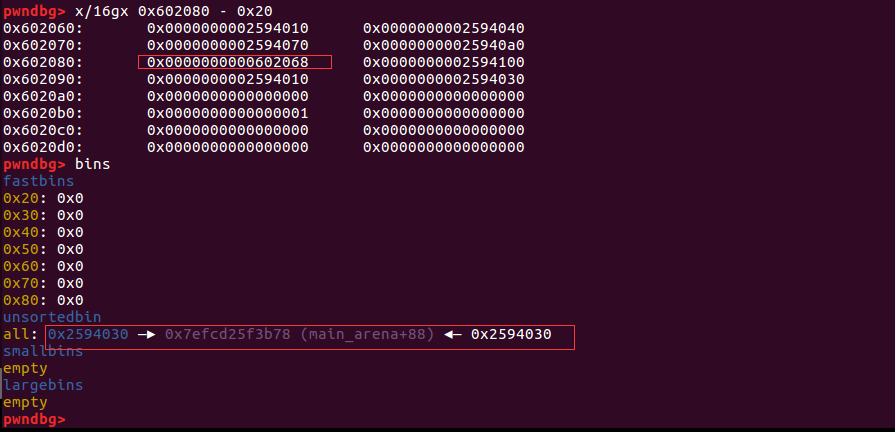 pwndbg> x/16gx 0x602080 - 0x20
0x602060: 0x0000000002594010 0x0000000002594040
0x602070: 0x0000000002594070 0x00000000025940a0
0x602080: 0x0000000000602068 0x0000000002594100
0x602090: 0x0000000002594010 0x0000000002594030
0x6020a0: 0x0000000000000000 0x0000000000000000
0x6020b0: 0x0000000000000001 0x0000000000000000
0x6020c0: 0x0000000000000000 0x0000000000000000
0x6020d0: 0x0000000000000000 0x0000000000000000
pwndbg> bins
fastbins
0x20: 0x0
0x30: 0x0
0x40: 0x0
0x50: 0x0
0x60: 0x0
0x70: 0x0
0x80: 0x0
unsortedbin
all: 0x2594030 —▸ 0x7efcd25f3b78 (main_arena+88) ◂— 0x2594030
smallbins
empty
largebins
empty
pwndbg>